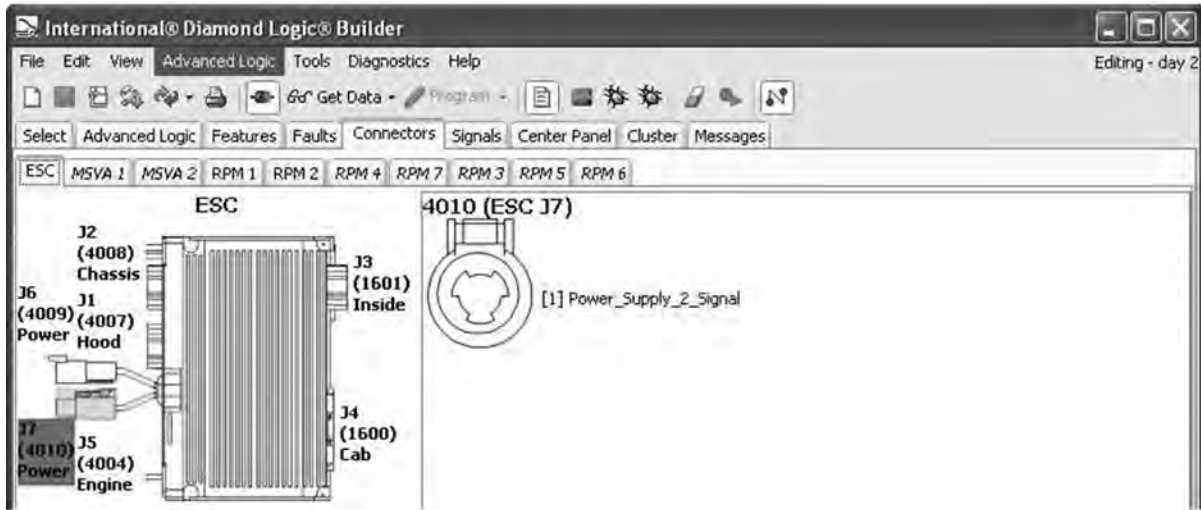 International® Diamond Logic® Builder
File Edit View Advanced Logic Tools Diagnostics Help
Editing - day 2
Get Data Program
Select Advanced Logic Features Faults Connectors Signals Center Panel Cluster Messages
ESC MSVA 1 MSVA 2 RPM 1 RPM 2 RPM 4 RPM 7 RPM 3 RPM 5 RPM 6
ESC
J2
(4008)
Chassis
J6
(4009)
Power
J1
(4007)
Hood
J3
(1601)
Inside
J7
(4010)
Power
J5
(4004)
Engine
J4
(1600)
Cab
4010 (ESC J7)
[1] Power_Supply_2_Signal